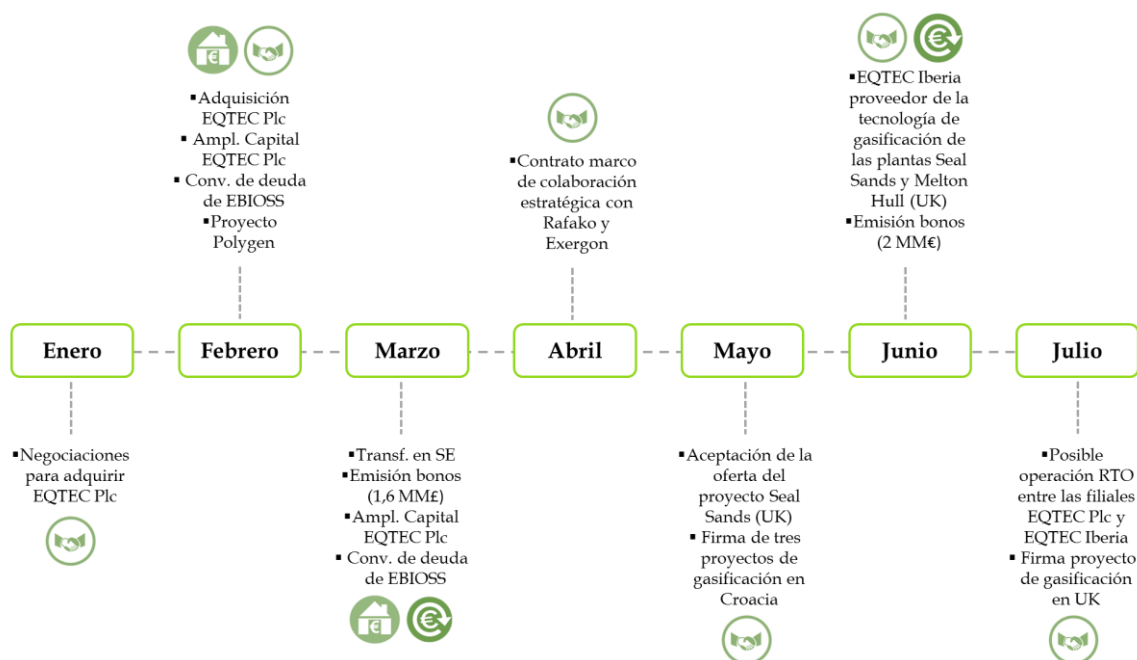 ▪Adquisición
EQTEC Plc
▪ Ampl. Capital
EQTEC Plc
▪ Conv. de deuda
de EBIOSS
▪Proyecto
Polygen
▪Contrato marco
de colaboración
estratégica con
Rafako y
Exergon
▪EQTEC Iberia
proveedor de la
tecnología de
gasificación de
las plantas Seal
Sands y Melton
Hull (UK)
▪Emisión bonos
(2 MM€)
Enero
Febrero
Marzo
Abril
Mayo
Junio
Julio
▪Negociaciones
para adquirir
EQTEC Plc
▪Transf. en SE
▪Emisión bonos
(1,6 MM£)
▪Ampl. Capital
EQTEC Plc
▪ Conv. de deuda
de EBIOSS
▪Aceptación de la
oferta del
proyecto Seal
Sands (UK)
▪ Firma de tres
proyectos de
gasificación en
Croacia
▪Posible
operación RTO
entre las filiales
EQTEC Plc y
EQTEC Iberia
▪Firma proyecto
de gasificación
en UK